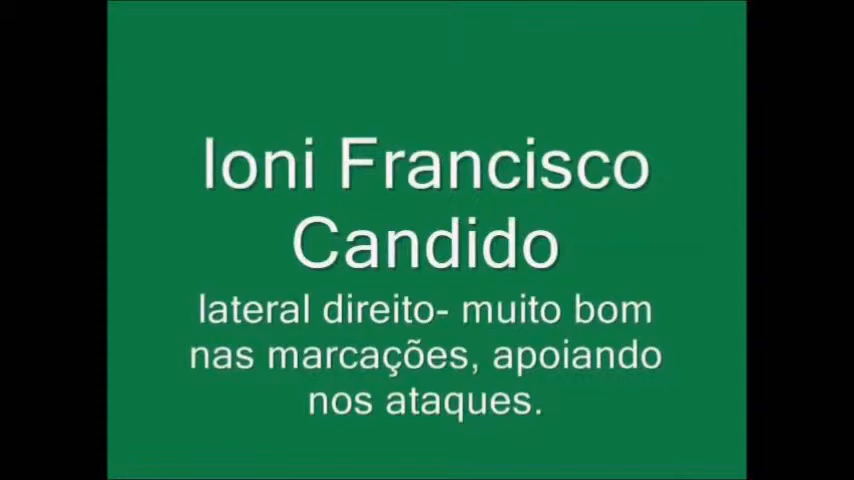 Ioni Francisco
Candido
lateral direito- muito bom
nas marcações, apoiando
nos ataques.